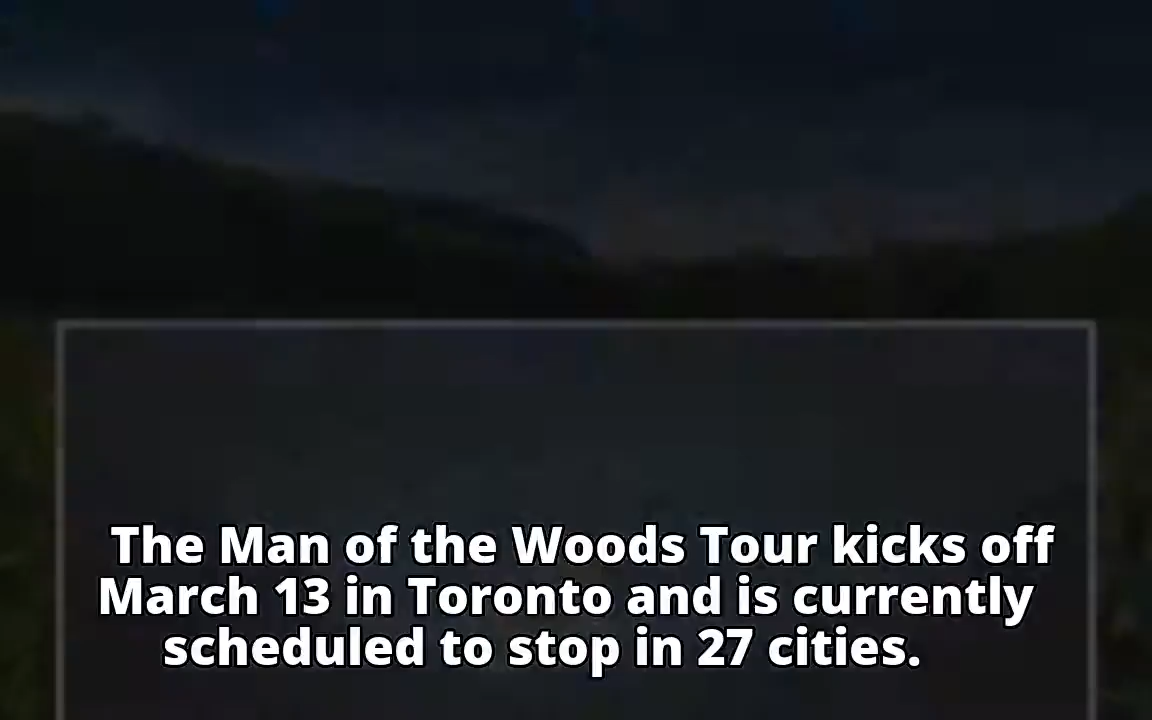 The Man of the Woods Tour kicks off
March 13 in Toronto and is currently
scheduled to stop in 27 cities.